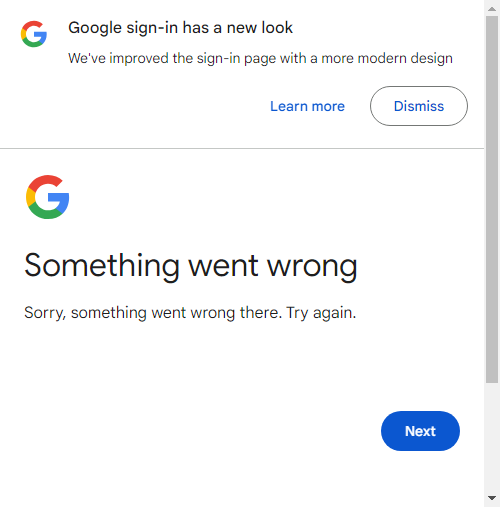 Google sign-in has a new look
We've improved the sign-in page with a more modern design
Learn more
Dismiss
Something went wrong
Sorry, something went wrong there. Try again.
Next